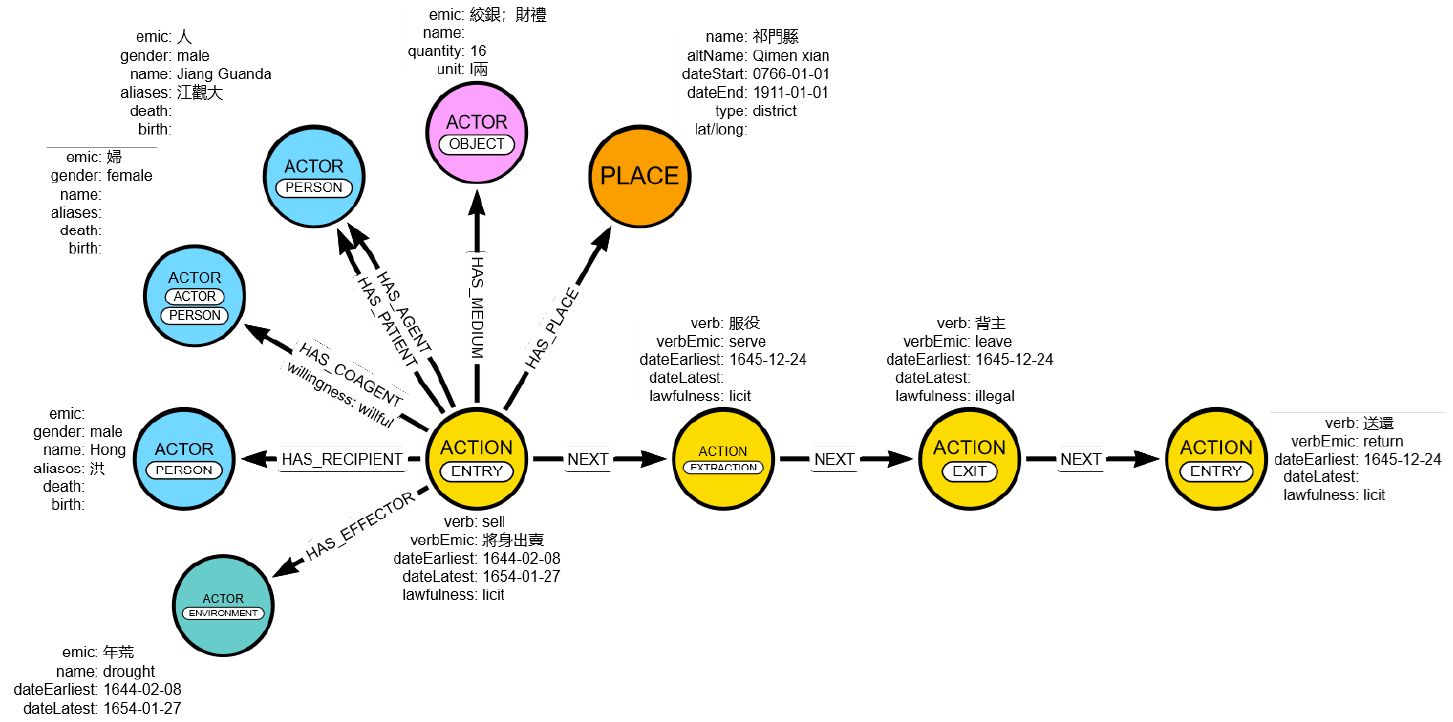 emic: 人
gender: male
name: Jiang Guanda
aliases: 江觀大
death:
birth:
emic: 絞銀；財禮
name:
quantity: 16
unit: l兩
name: 祁門縣
altName: Qimen xian
dateStart: 0766-01-01
dateEnd: 1911-01-01
type: district
lat/long:
ACTOR
OBJECT
ACTOR
PERSON
PLACE
emic: 婦
gender: female
name:
aliases:
death:
birth:
ACTOR
ACTOR
PERSON
HAS_AGENT
HAS_PATIENT
HAS_MEDIUM
HAS_PLACE
HAS_COAGENT
willingness: wilful
verb: 服役
verbEmic: serve
dateEarliest: 1645-12-24
dateLatest:
lawfulness: licit
verb: 背主
verbEmic: leave
dateEarliest: 1645-12-24
dateLatest:
lawfulness: illegal
emic:
gender: male
name: Hong
aliases: 洪
death:
birth:
ACTOR
PERSON
HAS_RECIPIENT
ACTION
ENTRY
NEXT
ACTION
EXTRACTION
NEXT
ACTION
EXIT
NEXT
ACTION
ENTRY
verb: 送還
verbEmic: return
dateEarliest: 1645-12-24
dateLatest:
lawfulness: licit
HAS_EFFECTOR
verb: sell
verbEmic: 將身出賣
dateEarliest: 1644-02-08
dateLatest: 1654-01-27
lawfulness: licit
ACTOR
ENVIRONMENT
emic: 年荒
name: drought
dateEarliest: 1644-02-08
dateLatest: 1654-01-27